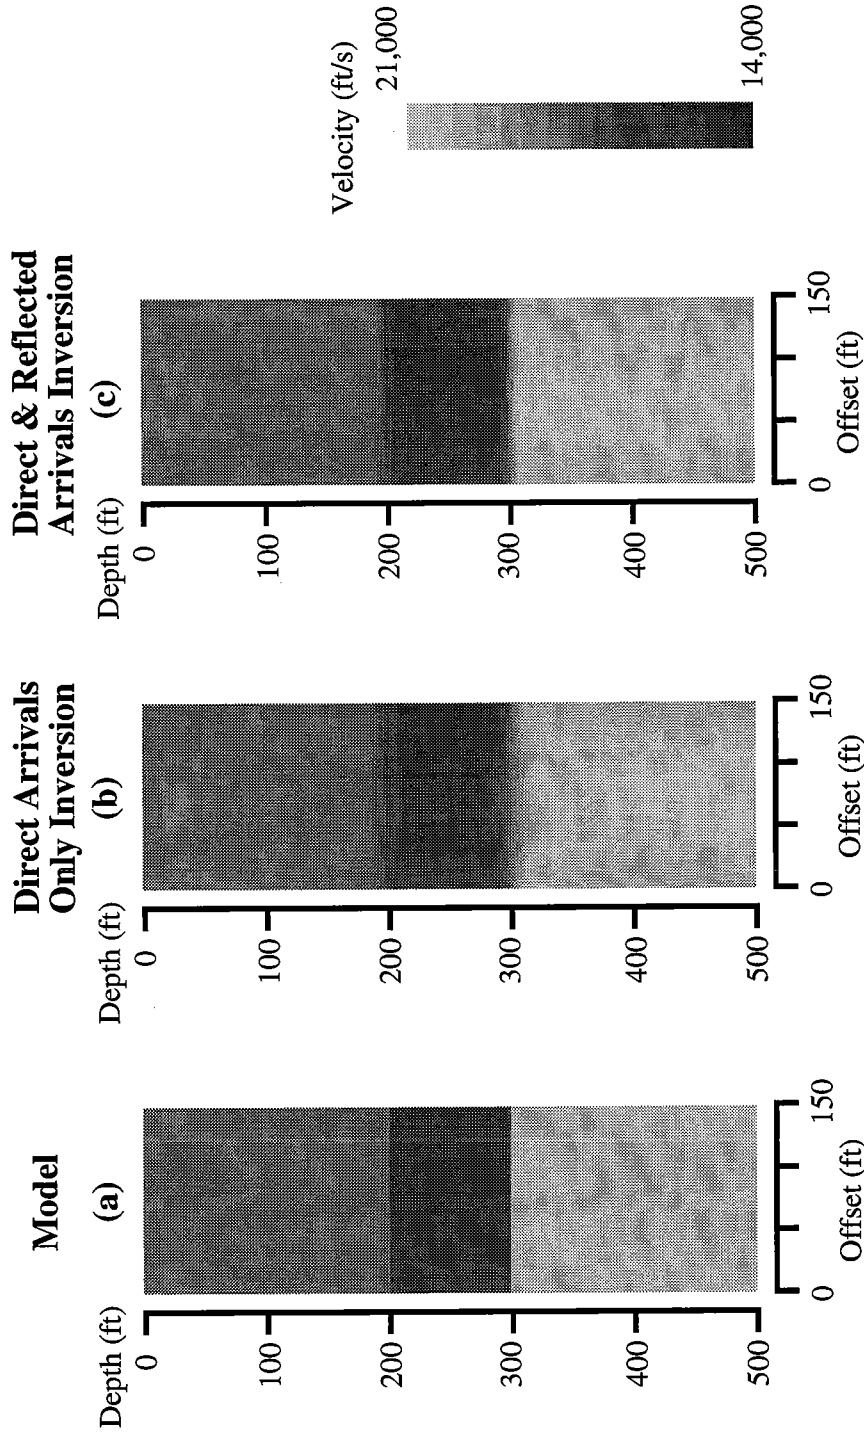 Model
(a)
Depth (ft)
0
100
200
300
400
500
0
150
Offset (ft)
Direct Arrivals
Only Inversion
(b)
Depth (ft)
0
100
200
300
400
500
0
150
Offset (ft)
Direct & Reflected
Arrivals Inversion
(c)
Depth (ft)
0
100
200
300
400
500
0
150
Offset (ft)
Velocity (ft/s)
21,000
14,000